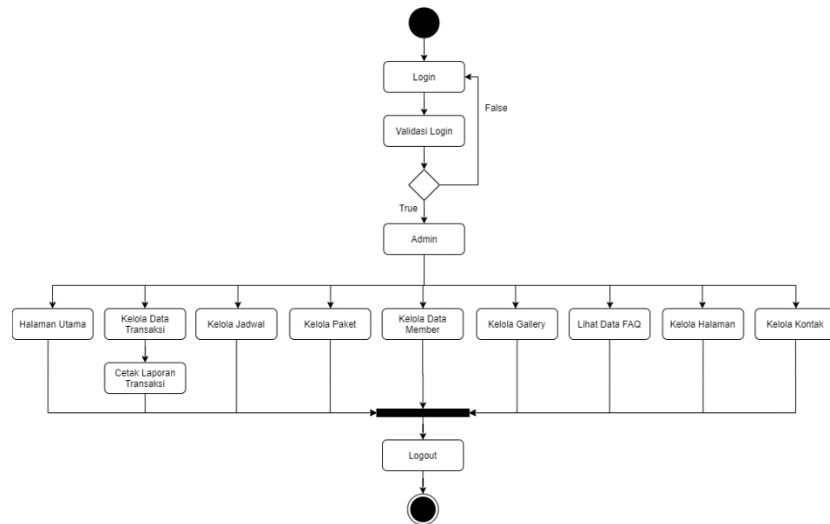 Login
False
Validasi Login
True
Admin
Halaman Utama
Kelola Data
Transaksi
Kelola Jadwal
Kelola Paket
Kelola Data
Member
Kelola Gallery
Lihat Data FAQ
Kelola Halaman
Kelola Kontak
Cetak Laporan
Transaksi
Logout